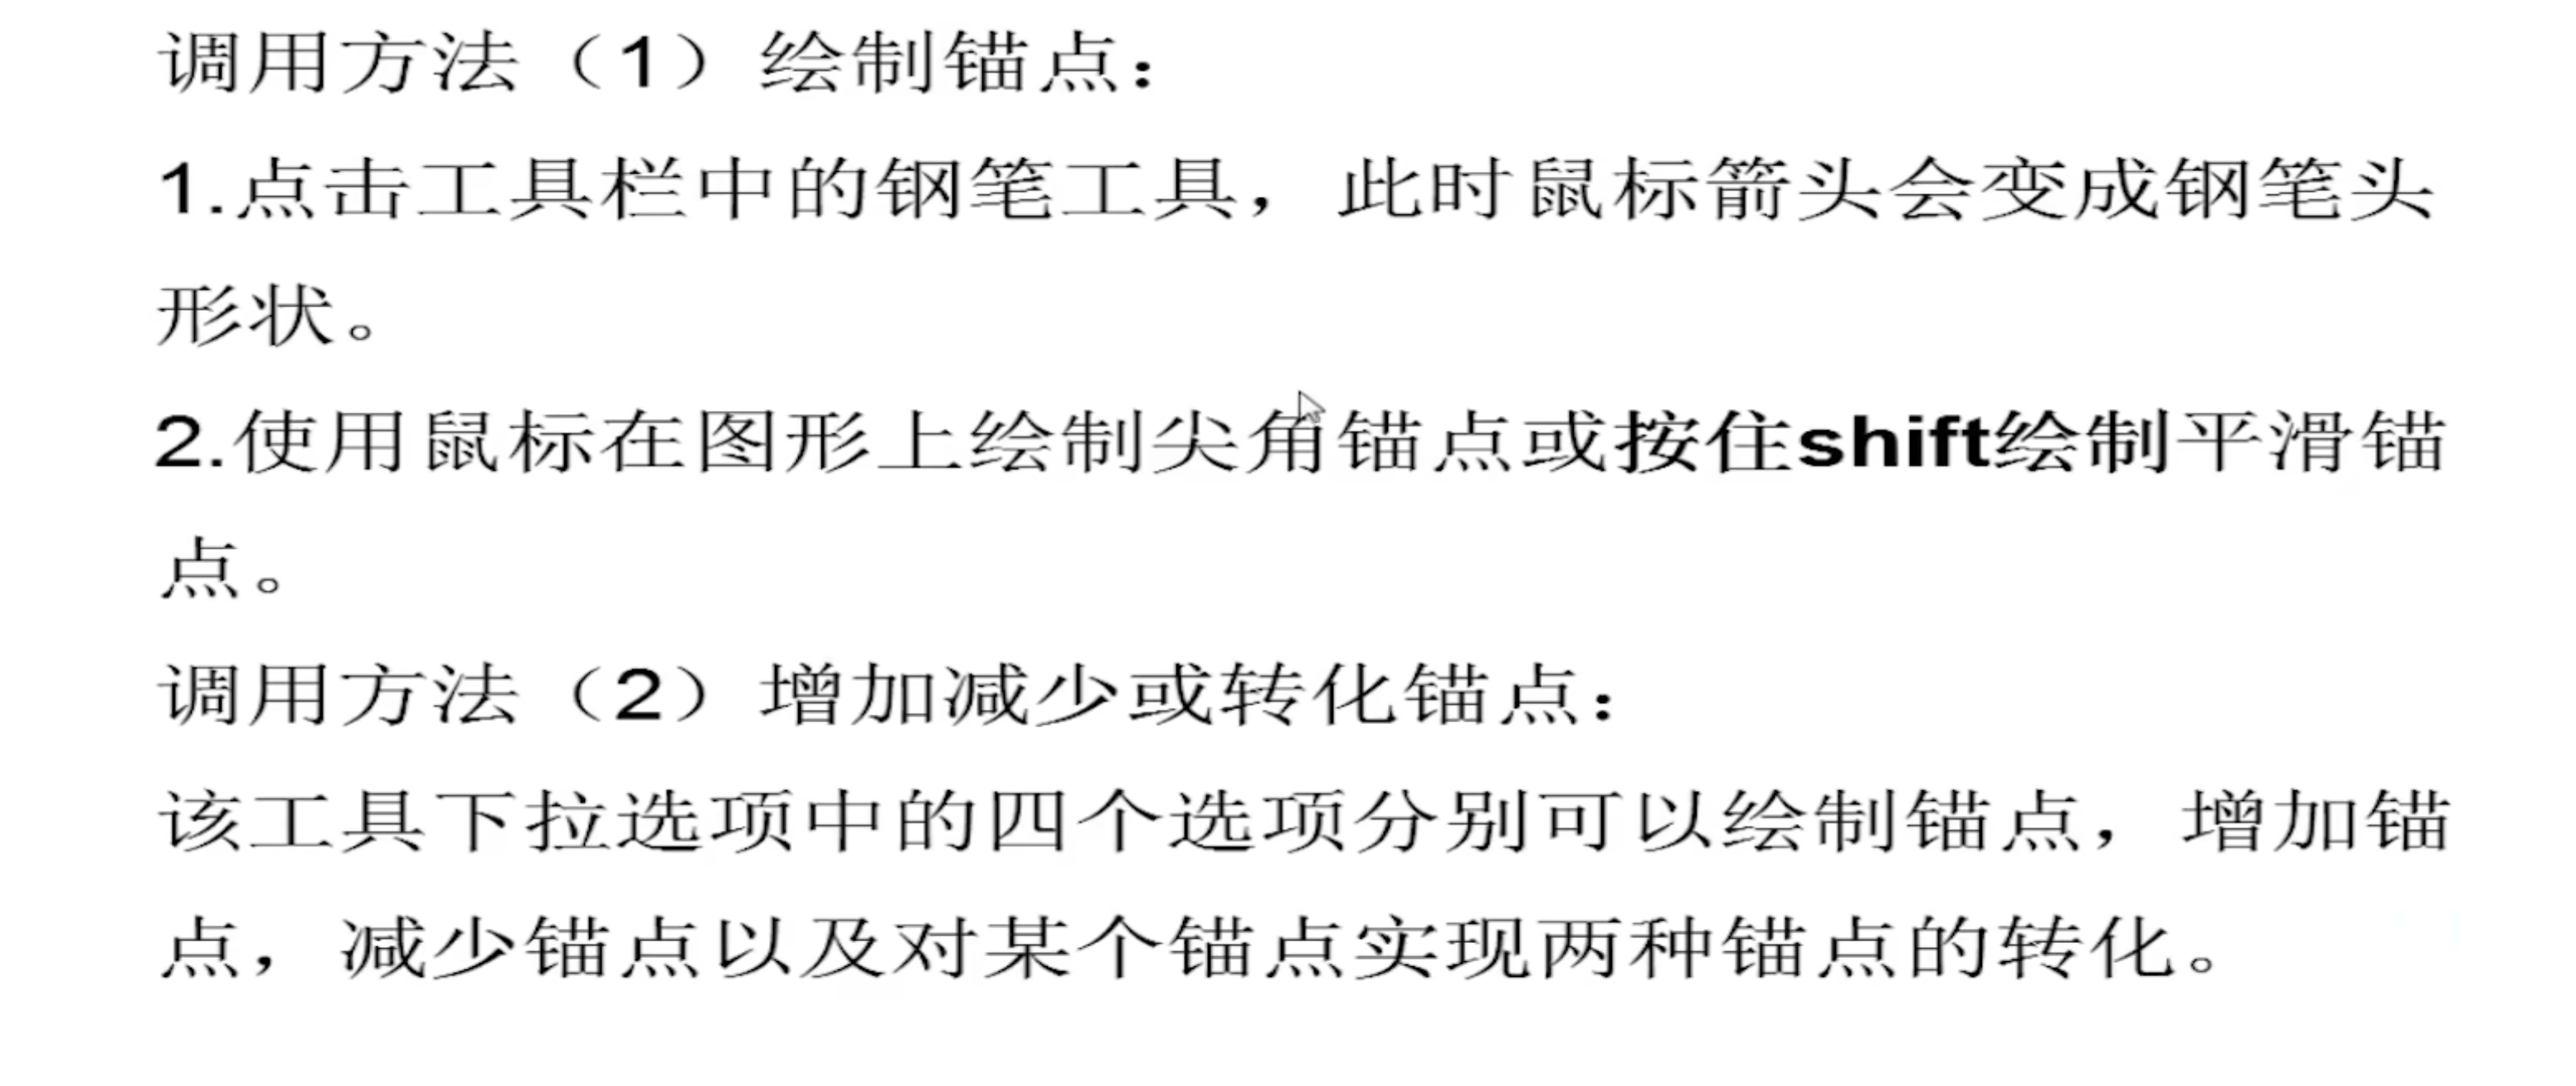 调用方法（1）绘制锚点：
1.点击工具栏中的钢笔工具，此时鼠标箭头会变成钢笔头
形状。
2.使用鼠标在图形上绘制尖角锚点或按住shift绘制平滑锚
点。
调用方法（2）增加减少或转化锚点：
该工具下拉选项中的四个选项分别可以绘制锚点，增加锚
点，减少锚点以及对某个锚点实现两种锚点的转化。